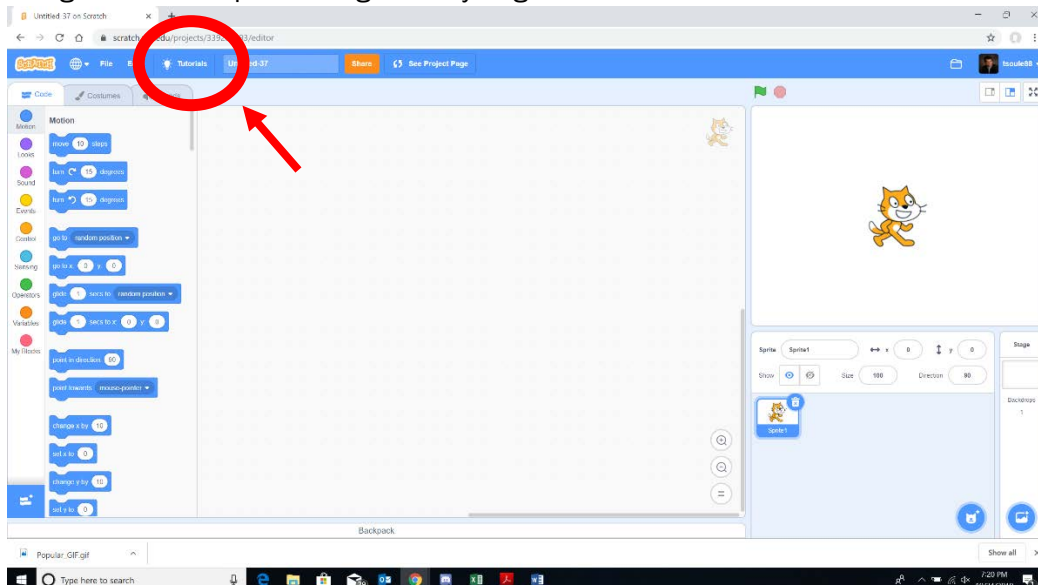 Untitled-37 on Scratch
scratch
edu/projects/339
93/editor
SCRATCH File E Tutorials Un d-37 Share See Project Page tsoule88
Code Costumes
Motion
Looks
Sound
Events
Control
Sensing
Operators
Variables
My Blocks
Motion
move 10 steps
turn 15 degrees
turn 15 degrees
go to random position
go to x: 0 y: 0
glide 1 secs to random position
glide 1 secs to x: 0 y: 0
point in direction 90
point towards mouse-pointer
change x by 10
set x to 0
change y by 10
set y to 0
Sprite Sprite1 x 0 y 0
Show Size 100 Direction 90
Sprite1
Stage
Backdrops
1
Backpack
Popular_GIF.gif
Show all
Type here to search
7:20 PM